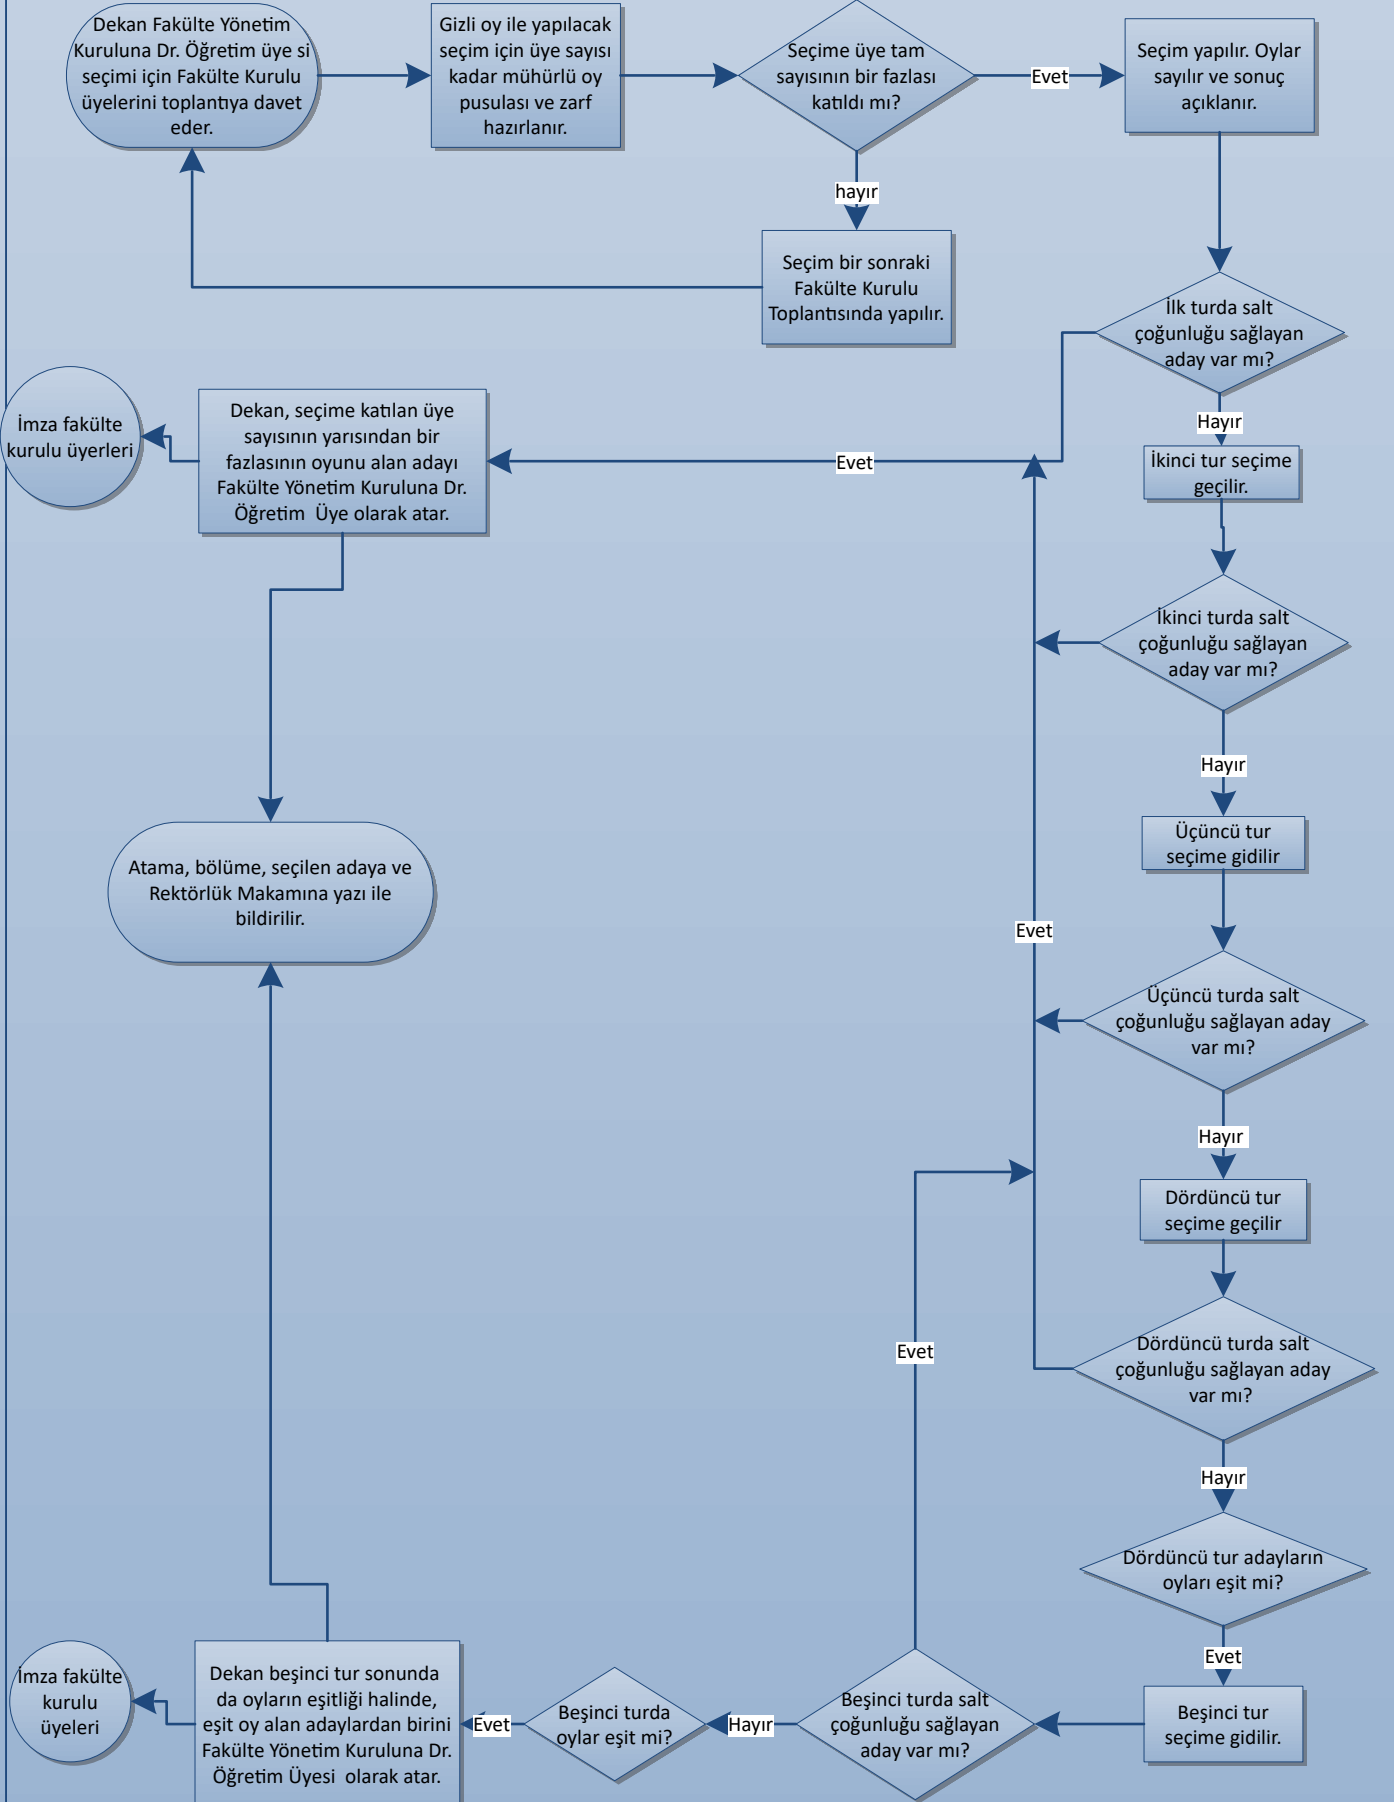 Dekan Fakülte Yönetim
Kuruluna Dr. Öğretim üye si
seçimi için Fakülte Kurulu
üyelerini toplantıya davet
eder.
Gizli oy ile yapılacak
seçim için üye sayısı
kadar mühürlü oy
pusulası ve zarf
hazırlanır.
Seçime üye tam
sayısının bir fazlası
katıldı mı?
Evet
Seçim yapılır. Oylar
sayılır ve sonuç
açıklanır.
hayır
Seçim bir sonraki
Fakülte Kurulu
Toplantısında yapılır.
İlk turda salt
çoğunluğu sağlayan
aday var mı?
Evet
Dekan, seçime katılan üye
sayısının yarısından bir
fazlasının oyunu alan adayı
Fakülte Yönetim Kuruluna Dr.
Öğretim Üye olarak atar.
İmza fakülte
kurulu üyerleri
Hayır
İkinci tur seçime
geçilir.
İkinci turda salt
çoğunluğu sağlayan
aday var mı?
Hayır
Üçüncü tur
seçime gidilir
Atama, bölüme, seçilen adaya ve
Rektörlük Makamına yazı ile
bildirilir.
Evet
Üçüncü turda salt
çoğunluğu sağlayan aday
var mı?
Hayır
Dördüncü tur
seçime geçilir
Dördüncü turda salt
çoğunluğu sağlayan aday
var mı?
Evet
Hayır
Dördüncü tur adayların
oyları eşit mi?
Evet
Beşinci tur
seçime gidilir.
Beşinci turda salt
çoğunluğu sağlayan
aday var mı?
Hayır
Beşinci turda
oylar eşit mi?
Evet
Dekan beşinci tur sonunda
da oyların eşitliği halinde,
eşit oy alan adaylardan birini
Fakülte Yönetim Kuruluna Dr.
Öğretim Üyesi olarak atar.
İmza fakülte
kurulu
üyeleri